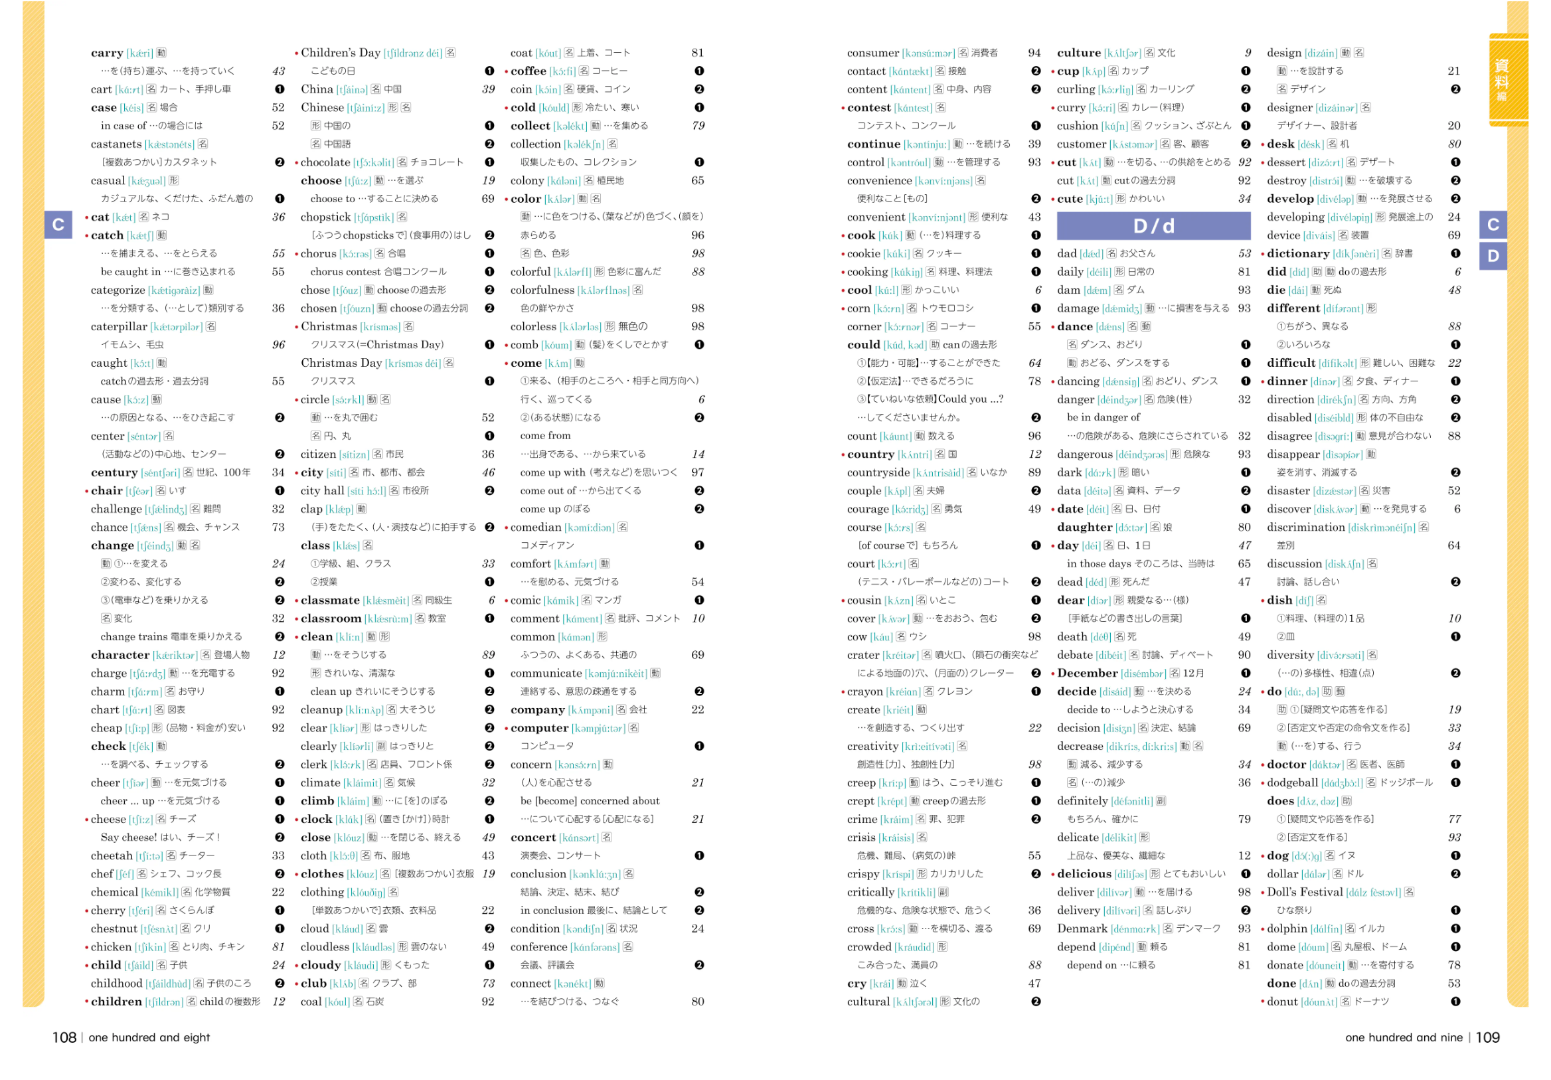 carry [kǽri] 動
…を(持ち)運ぶ、…を持っていく 43
cart [kɑ́ːrt] 名 カート、手押し車 ❶
case [kéis] 名 場合 52
in case of …の場合には 52
castanets [kæ̀stənéts] 名
[複数あつかい]カスタネット ❷
casual [kǽʒuəl] 形
カジュアルな、くだけた、ふだん着の ❶
• cat [kǽt] 名 ネコ 36
• catch [kǽtʃ] 動
…を捕まえる、…をとらえる 55
be caught in …に巻き込まれる 55
categorize [kǽtigəràiz] 動
…を分類する、(…として)類別する 36
caterpillar [kǽtərpìlər] 名
イモムシ、毛虫 96
caught [kɔ́ːt] 動
catchの過去形・過去分詞 55
cause [kɔ́ːz] 動
…の原因となる、…をひき起こす ❷
center [séntər] 名
(活動などの)中心地、センター ❷
century [séntʃəri] 名 世紀、100年 34
• chair [tʃéər] 名 いす ❶
challenge [tʃǽlindʒ] 名 難問 32
chance [tʃǽns] 名 機会、チャンス 73
change [tʃéindʒ] 動 名
動 ①…を変える 24
②変わる、変化する ❷
③(電車など)を乗りかえる ❷
名 変化 32
change trains 電車を乗りかえる ❷
character [kǽriktər] 名 登場人物 12
charge [tʃɑ́ːrdʒ] 動 …を充電する 92
charm [tʃɑ́ːrm] 名 お守り ❶
chart [tʃɑ́ːrt] 名 図表 92
cheap [tʃíːp] 形 (品物・料金が)安い 92
check [tʃék] 動
…を調べる、チェックする ❷
cheer [tʃíər] 動 …を元気づける ❶
cheer ... up …を元気づける ❶
• cheese [tʃíːz] 名 チーズ ❶
Say cheese! はい、チーズ! ❷
cheetah [tʃíːtə] 名 チーター 33
chef [ʃéf] 名 シェフ、コック長 ❷
chemical [kémikl] 名 化学物質 22
• cherry [tʃéri] 名 さくらんぼ ❶
chestnut [tʃésnʌt] 名 クリ ❶
• chicken [tʃíkin] 名 とり肉、チキン 81
• child [tʃáild] 名 子供 24
childhood [tʃáildhùd] 名 子供のころ ❷
• children [tʃíldrən] 名 childの複数形 12
• Children's Day [tʃíldrənz déi] 名
こどもの日 ❶
China [tʃáinə] 名 中国 39
Chinese [tʃàiníːz] 形 名
形 中国の ❶
名 中国語 ❷
• chocolate [tʃɔ́ːkəlit] 名 チョコレート ❶
choose [tʃúːz] 動 …を選ぶ 19
choose to …することに決める 69
chopstick [tʃɑ́pstìk] 名
[ふつうchopsticksで](食事用の)はし ❷
• chorus [kɔ́ːrəs] 名 合唱 ❶
chorus contest 合唱コンクール ❶
chose [tʃóuz] 動 chooseの過去形 ❷
chosen [tʃóuzn] 動 chooseの過去分詞 ❷
• Christmas [krísməs] 名
クリスマス(=Christmas Day) ❶
Christmas Day [krísməs déi] 名
クリスマス ❶
• circle [sə́ːrkl] 動 名
動 …を丸で囲む 52
名 円、丸 ❶
citizen [sítizn] 名 市民 36
• city [síti] 名 市、都市、都会 46
city hall [síti hɔ́ːl] 名 市役所 ❷
clap [klǽp] 動
(手)をたたく、(人・演技など)に拍手する ❷
class [klǽs] 名
①学級、組、クラス 33
②授業 ❶
• classmate [klǽsmèit] 名 同級生 6
• classroom [klǽsrùːm] 名 教室 ❶
• clean [klíːn] 動 形
動 …をそうじする 89
形 きれいな、清潔な ❶
clean up きれいにそうじする ❷
cleanup [klíːnʌ̀p] 名 大そうじ ❷
clear [klíər] 形 はっきりした ❷
clearly [klíərli] 副 はっきりと ❷
clerk [klə́ːrk] 名 店員、フロント係 ❷
climate [kláimit] 名 気候 32
climb [kláim] 動 …に[を]のぼる ❷
• clock [klɑ́k] 名 (置き[かけ])時計 ❶
close [klóuz] 動 …を閉じる、終える 49
cloth [klɔ́ːθ] 名 布、服地 43
• clothes [klóuz] 名 [複数あつかい]衣服 19
clothing [klóuðiŋ] 名
[単数あつかいで]衣類、衣料品 22
cloud [kláud] 名 雲 ❷
cloudless [kláudləs] 形 雲のない 49
• cloudy [kláudi] 形 くもった ❶
• club [klʌ́b] 名 クラブ、部 73
coal [kóul] 名 石炭 92
coat [kóut] 名 上着、コート 81
• coffee [kɔ́ːfi] 名 コーヒー ❶
coin [kɔ́in] 名 硬貨、コイン ❷
• cold [kóuld] 形 冷たい、寒い ❶
collect [kəlékt] 動 …を集める 79
collection [kəlékʃn] 名
収集したもの、コレクション ❶
colony [kɑ́ləni] 名 植民地 65
• color [kʌ́lər] 動 名
動 …に色をつける、(葉などが)色づく、(顔を)
赤らめる 96
名 色、色彩 98
colorful [kʌ́lərfl] 形 色彩に富んだ 88
colorfulness [kʌ́lərflnəs] 名
色の鮮やかさ 98
colorless [kʌ́lərləs] 形 無色の 98
• comb [kóum] 動 (髪)をくしでとかす ❶
• come [kʌ́m] 動
①来る、(相手のところへ・相手と同方向へ)
行く、巡ってくる 6
②(ある状態)になる ❷
come from
…出身である、…から来ている 14
come up with (考えなど)を思いつく 97
come out of …から出てくる ❷
come up のぼる ❷
• comedian [kəmíːdiən] 名
コメディアン ❶
comfort [kʌ́mfərt] 動
…を慰める、元気づける 54
• comic [kɑ́mik] 名 マンガ ❶
comment [kɑ́ment] 名 批評、コメント 10
common [kɑ́mən] 形
ふつうの、よくある、共通の 69
communicate [kəmjúːnikèit] 動
連絡する、意思の疎通をする ❷
company [kʌ́mpəni] 名 会社 22
• computer [kəmpjúːtər] 名
コンピュータ ❶
concern [kənsə́ːrn] 動
(人)を心配させる 21
be [become] concerned about
…について心配する[心配になる] 21
concert [kɑ́nsərt] 名
演奏会、コンサート ❶
conclusion [kənklúːʒn] 名
結論、決定、結末、結び ❷
in conclusion 最後に、結論として ❷
condition [kəndíʃn] 名 状況 24
conference [kɑ́nfərəns] 名
会議、評議会 ❷
connect [kənékt] 動
…を結びつける、つなぐ 80
C
108 | one hundred and eight
consumer [kənsúːmər] 名 消費者 94
contact [kɑ́ntækt] 名 接触 ❷
content [kɑ́ntent] 名 中身、内容 ❷
• contest [kɑ́ntest] 名
コンテスト、コンクール ❶
continue [kəntínjuː] 動 …を続ける 39
control [kəntróul] 動 …を管理する 93
convenience [kənvíːnjəns] 名
便利なこと[もの] ❷
convenient [kənvíːnjənt] 形 便利な 43
• cook [kúk] 動 (…を)料理する ❶
• cookie [kúki] 名 クッキー ❶
• cooking [kúkiŋ] 名 料理、料理法 ❶
• cool [kúːl] 形 かっこいい 6
• corn [kɔ́ːrn] 名 トウモロコシ ❶
corner [kɔ́ːrnər] 名 コーナー 55
could [kúd, kəd] 助 canの過去形
①【能力・可能】…することができた 64
②【仮定法】…できるだろうに 78
③【ていねいな依頼】Could you ...?
…してくださいませんか。 ❷
count [káunt] 動 数える 96
• country [kʌ́ntri] 名 国 12
countryside [kʌ́ntrisàid] 名 いなか 89
couple [kʌ́pl] 名 夫婦 ❷
courage [kə́ːridʒ] 名 勇気 49
course [kɔ́ːrs] 名
[of courseで] もちろん ❶
court [kɔ́ːrt] 名
(テニス・バレーボールなどの)コート ❷
• cousin [kʌ́zn] 名 いとこ ❶
cover [kʌ́vər] 動 …をおおう、包む ❷
cow [káu] 名 ウシ 98
crater [kréitər] 名 噴火口、(隕石の衝突など
による地面の)穴、(月面の)クレーター ❷
• crayon [kréiən] 名 クレヨン ❶
create [kriéit] 動
…を創造する、つくり出す 22
creativity [krìːeitívəti] 名
創造性[力]、独創性[力] 98
creep [kríːp] 動 はう、こっそり進む ❶
crept [krépt] 動 creepの過去形 ❶
crime [kráim] 名 罪、犯罪 ❷
crisis [kráisis] 名
危機、難局、(病気の)峠 55
crispy [kríspi] 形 カリカリした ❷
critically [krítikli] 副
危機的な、危険な状態で、危うく 36
cross [krɔ́ːs] 動 …を横切る、渡る 69
crowded [kráudid] 形
こみ合った、満員の 88
cry [krái] 動 泣く 47
cultural [kʌ́ltʃərəl] 形 文化の ❷
culture [kʌ́ltʃər] 名 文化 9
• cup [kʌ́p] 名 カップ ❶
curling [kə́ːrliŋ] 名 カーリング ❷
• curry [kə́ːri] 名 カレー(料理) ❶
cushion [kúʃn] 名 クッション、ざぶとん ❶
customer [kʌ́stəmər] 名 客、顧客 ❷
• cut [kʌ́t] 動 …を切る、…の供給をとめる 92
cut [kʌ́t] 動 cutの過去分詞 92
• cute [kjúːt] 形 かわいい 34
D/d
dad [dǽd] 名 お父さん 53
daily [déili] 形 日常の 81
dam [dǽm] 名 ダム 93
damage [dǽmidʒ] 動 …に損害を与える 93
• dance [dǽns] 名 動
名 ダンス、おどり ❶
動 おどる、ダンスをする ❶
• dancing [dǽnsiŋ] 名 おどり、ダンス ❶
danger [déindʒər] 名 危険(性) 32
be in danger of
…の危険がある、危険にさらされている 32
dangerous [déindʒərəs] 形 危険な 93
dark [dɑ́ːrk] 形 暗い ❶
data [déitə] 名 資料、データ ❷
• date [déit] 名 日、日付 ❶
daughter [dɔ́ːtər] 名 娘 80
• day [déi] 名 日、1日 47
in those days そのころは、当時は 65
dead [déd] 形 死んだ 47
dear [díər] 形 親愛なる…(様)
[手紙などの書き出しの言葉] ❶
death [déθ] 名 死 49
debate [dibéit] 名 討論、ディベート 90
• December [disémbər] 名 12月 ❶
decide [disáid] 動 …を決める 24
decide to …しようと決心する 34
decision [disíʒn] 名 決定、結論 69
decrease [dìkríːs, díːkriːs] 動 名
動 減る、減少する 34
名 (…の)減少 36
definitely [défənitli] 副
もちろん、確かに 79
delicate [délikit] 形
上品な、優美な、繊細な 12
• delicious [dilíʃəs] 形 とてもおいしい ❶
deliver [dilívər] 動 …を届ける 98
delivery [dilívəri] 名 話しぶり ❷
Denmark [dénmɑːrk] 名 デンマーク 93
depend [dipénd] 動 頼る 81
depend on …に頼る 81
design [dizáin] 動 名
動 …を設計する 21
名 デザイン ❷
designer [dizáinər] 名
デザイナー、設計者 20
• desk [désk] 名 机 80
• dessert [dizə́ːrt] 名 デザート ❶
destroy [distrɔ́i] 動 …を破壊する ❷
develop [divéləp] 動 …を発展させる ❷
developing [divéləpiŋ] 形 発展途上の 24
device [diváis] 名 装置 69
• dictionary [díkʃənèri] 名 辞書 ❶
did [díd] 助 動 doの過去形 6
die [dái] 動 死ぬ 48
different [dífərənt] 形
①ちがう、異なる 88
②いろいろな ❶
difficult [dífikəlt] 形 難しい、困難な 22
• dinner [dínər] 名 夕食、ディナー ❶
direction [dirékʃn] 名 方向、方角 ❷
disabled [diséibld] 形 体の不自由な ❷
disagree [dìsəgríː] 動 意見が合わない 88
disappear [dìsəpíər] 動
姿を消す、消滅する ❷
disaster [dizǽstər] 名 災害 52
discover [diskʌ́vər] 動 …を発見する 6
discrimination [diskrìmənéiʃn] 名
差別 64
discussion [diskʌ́ʃn] 名
討論、話し合い ❷
• dish [díʃ] 名
①料理、(料理の)1品 10
②皿 ❶
diversity [divə́ːrsəti] 名
(…の)多様性、相違(点) ❷
• do [dúː, də] 助 動
助 ①[疑問文や応答を作る] 19
②[否定文や否定の命令文を作る] 33
動 (…を)する、行う 34
• doctor [dɑ́ktər] 名 医者、医師 ❶
• dodgeball [dɑ́dʒbɔ̀ːl] 名 ドッジボール ❶
does [dʌ́z, dəz] 助
①[疑問文や応答を作る] 77
②[否定文を作る] 93
• dog [dɔ́(ː)g] 名 イヌ ❶
dollar [dɑ́lər] 名 ドル ❷
• Doll's Festival [dɑ́lz féstəvl] 名
ひな祭り ❶
• dolphin [dɑ́lfin] 名 イルカ ❶
dome [dóum] 名 丸屋根、ドーム ❶
donate [dóuneit] 動 …を寄付する 78
done [dʌ́n] 動 doの過去分詞 53
• donut [dóunʌt] 名 ドーナツ ❶
資料編
C
D
one hundred and nine | 109